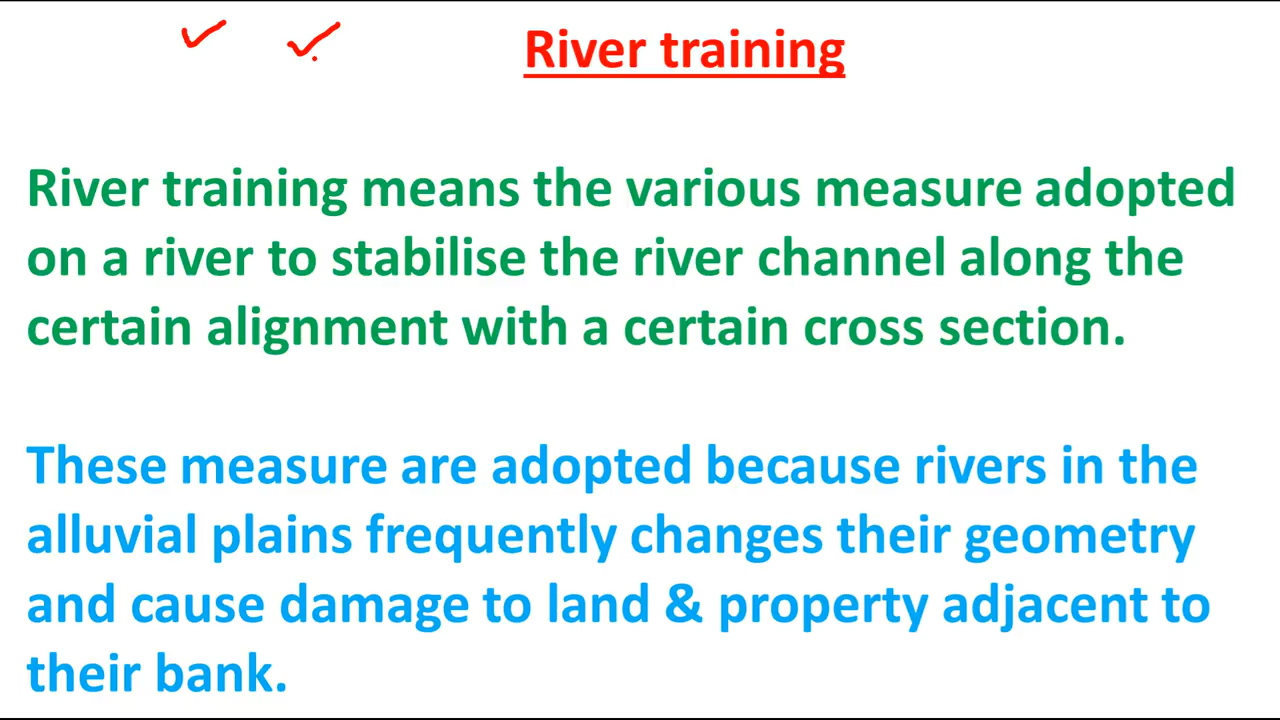 River training
River training means the various measure adopted
on a river to stabilise the river channel along the
certain alignment with a certain cross section.
These measure are adopted because rivers in the
alluvial plains frequently changes their geometry
and cause damage to land & property adjacent to
their bank.